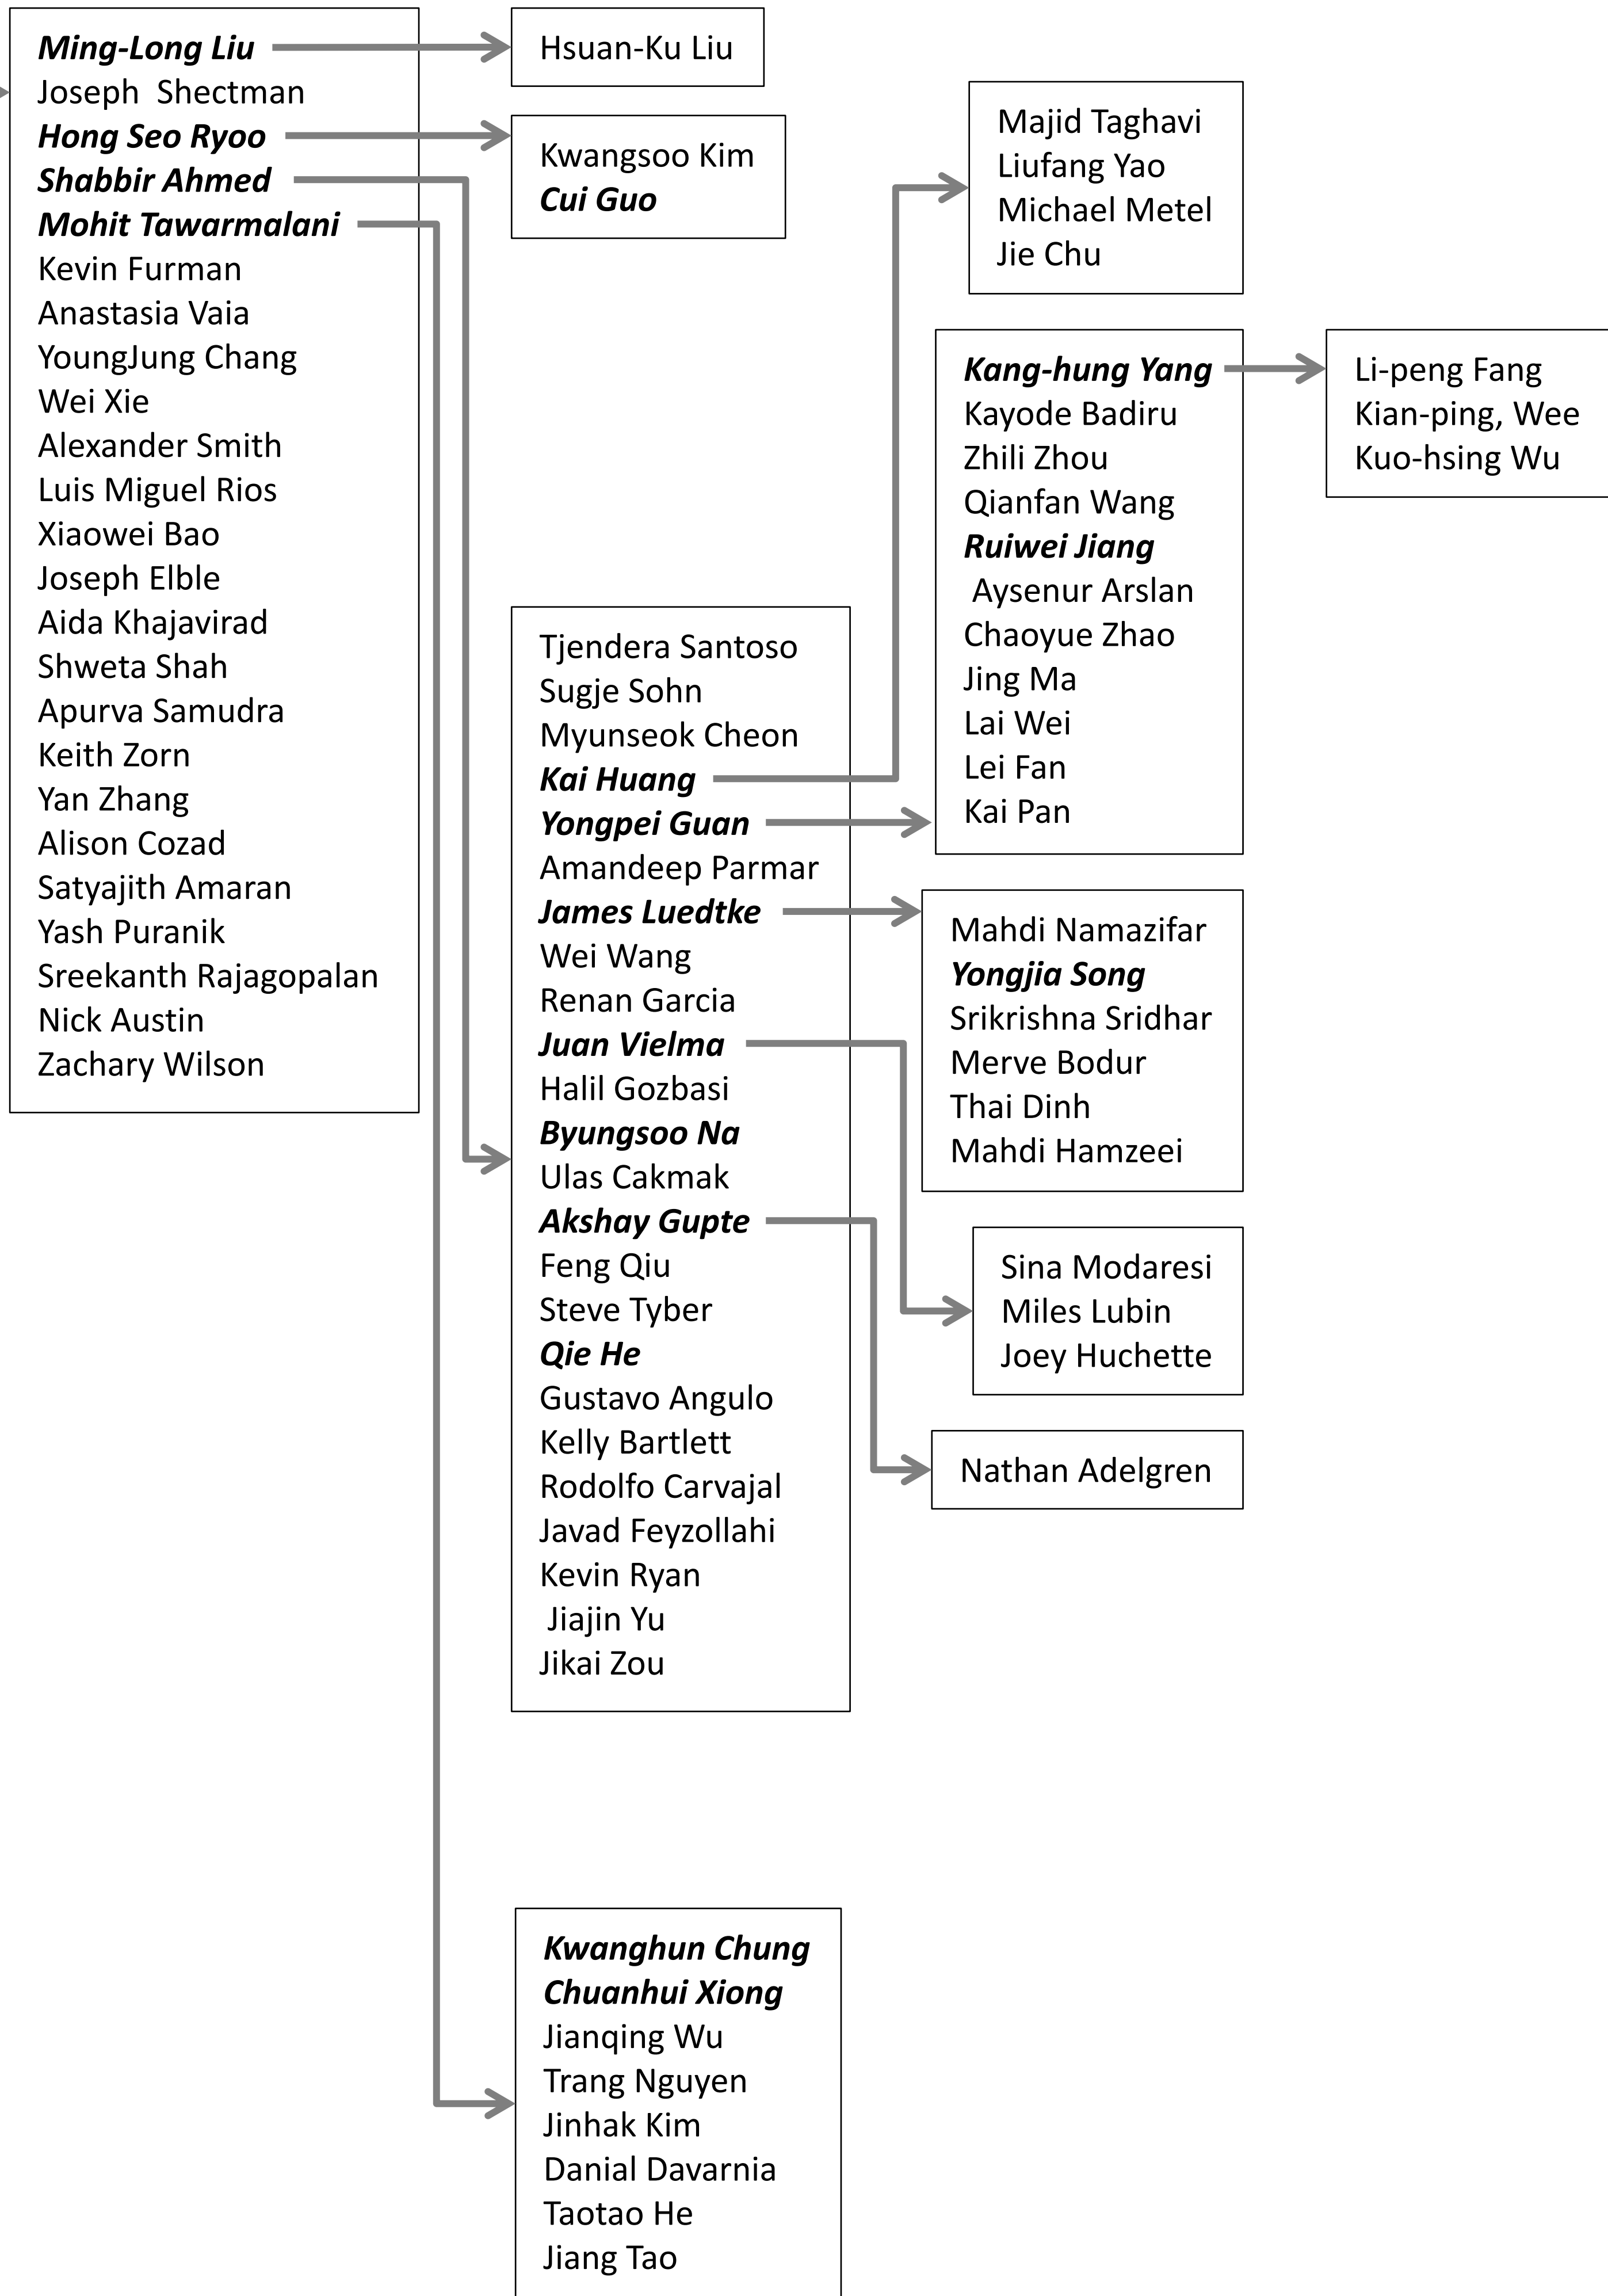 Ming-Long Liu
Joseph  Shectman
Hong Seo Ryoo
Shabbir Ahmed
Mohit Tawarmalani
Kevin Furman
Anastasia Vaia
YoungJung Chang
Wei Xie
Alexander Smith
Luis Miguel Rios
Xiaowei Bao
Joseph Elble
Aida Khajavirad
Shweta Shah
Apurva Samudra
Keith Zorn
Yan Zhang
Alison Cozad
Satyajith Amaran
Yash Puranik
Sreekanth Rajagopalan
Nick Austin
Zachary Wilson
Hsuan-Ku Liu
Kwangsoo Kim
Cui Guo
Tjendera Santoso
Sugje Sohn
Myunseok Cheon
Kai Huang
Yongpei Guan
Amandeep Parmar
James Luedtke
Wei Wang
Renan Garcia
Juan Vielma
Halil Gozbasi
Byungsoo Na
Ulas Cakmak
Akshay Gupte
Feng Qiu
Steve Tyber
Qie He
Gustavo Angulo
Kelly Bartlett
Rodolfo Carvajal
Javad Feyzollahi
Kevin Ryan
Jiajin Yu
Jikai Zou
Kwanghun Chung
Chuanhui Xiong
Jianqing Wu
Trang Nguyen
Jinhak Kim
Danial Davarnia
Taotao He
Jiang Tao
Majid Taghavi
Liufang Yao
Michael Metel
Jie Chu
Kang-hung Yang
Kayode Badiru
Zhili Zhou
Qianfan Wang
Ruiwei Jiang
Aysenur Arslan
Chaoyue Zhao
Jing Ma
Lai Wei
Lei Fan
Kai Pan
Mahdi Namazifar
Yongjia Song
Srikrishna Sridhar
Merve Bodur
Thai Dinh
Mahdi Hamzeei
Sina Modaresi
Miles Lubin
Joey Huchette
Nathan Adelgren
Li-peng Fang
Kian-ping, Wee
Kuo-hsing Wu